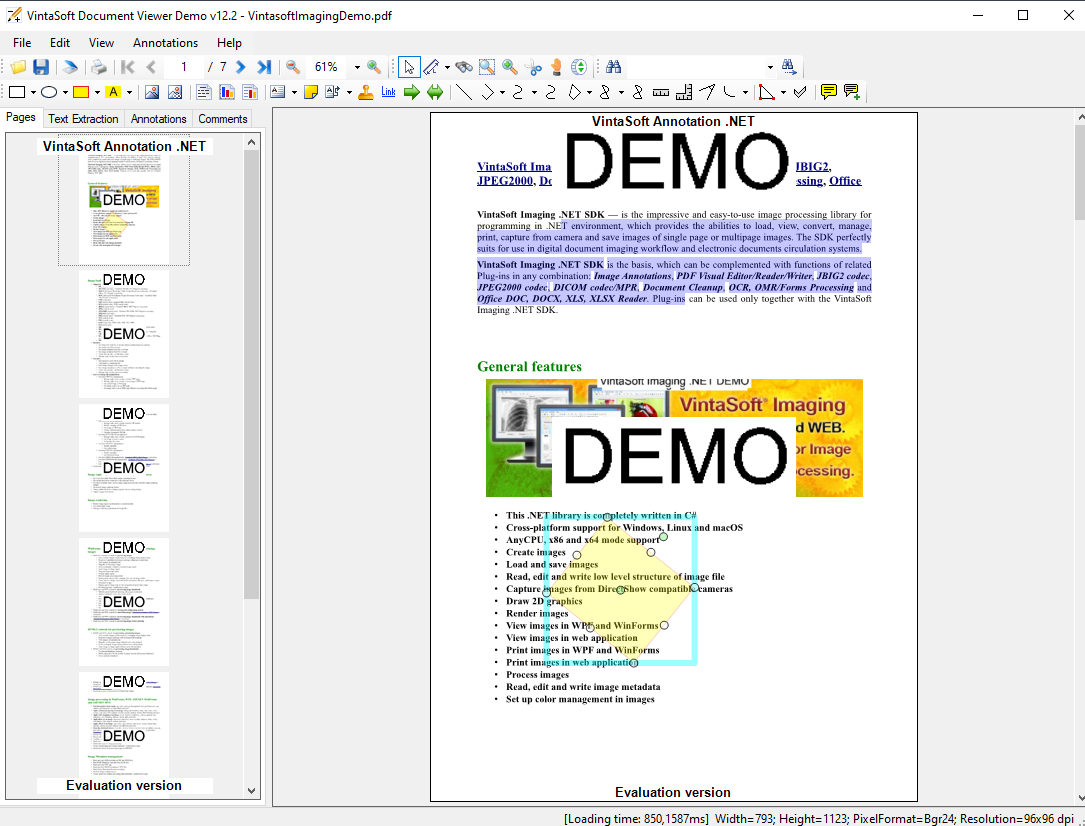 VintaSoft Document Viewer Demo v12.2 - VintasoftImagingDemo.pdf
File Edit View Annotations Help
1 / 7 61%
A Link
Pages Text Extraction Annotations Comments
VintaSoft Annotation .NET
DEMO
DEMO
DEMO
DEMO
DEMO
DEMO
DEMO
DEMO
DEMO
Evaluation version
VintaSoft Annotation .NET
DEMO
VintaSoft Ima JBIG2,
JPEG2000, Do ssing, Office
VintaSoft Imaging .NET SDK — is the impressive and easy-to-use image processing library for
programming in .NET environment, which provides the abilities to load, view, convert, manage,
print, capture from camera and save images of single page or multipage images. The SDK perfectly
suits for use in digital document imaging workflow and electronic documents circulation systems.
VintaSoft Imaging .NET SDK is the basis, which can be complemented with functions of related
Plug-ins in any combination: Image Annotations, PDF Visual Editor/Reader/Writer, JBIG2 codec,
JPEG2000 codec, DICOM codec/MPR, Document Cleanup, OCR, OMR/Forms Processing and
Office DOC, DOCX, XLS, XLSX Reader. Plug-ins can be used only together with the VintaSoft
Imaging .NET SDK.
General features
VintaSoft Imaging .NET DEMO
VintaSoft® Imaging
d WEB.
DEMO
or Image
cessing.
• This .NET library is completely written in C#
• Cross-platform support for Windows, Linux and macOS
• AnyCPU, x86 and x64 mode support
• Create images
• Load and save images
• Read, edit and write low level structure of image file
• Capture images from DirectShow compatible cameras
• Draw 2D graphics
• Render images
• View images in WPF and WinForms
• View images in web application
• Print images in WPF and WinForms
• Print images in web application
• Process images
• Read, edit and write image metadata
• Set up color management in images
Evaluation version
[Loading time: 850,1587ms] Width=793; Height=1123; PixelFormat=Bgr24; Resolution=96x96 dpi